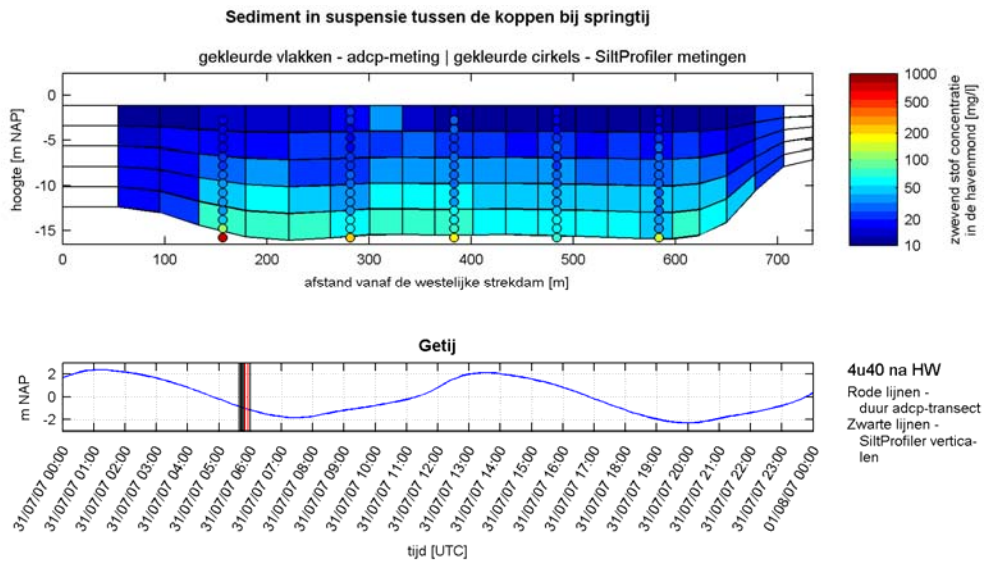 Sediment in suspensie tussen de koppen bij springtij
gekleurde vlakken - adcp-meting | gekleurde cirkels - SiltProfiler metingen
hoogte [m NAP]
0
-5
-10
-15
0 100 200 300 400 500 600 700
afstand vanaf de westelijke strekdam [m]
1000
500
200
100
50
20
10
zwevend stof concentratie
in de havenmond [mg/l]
Getij
m NAP
2
0
-2
31/07/07 00:00
31/07/07 01:00
31/07/07 02:00
31/07/07 03:00
31/07/07 04:00
31/07/07 05:00
31/07/07 06:00
31/07/07 07:00
31/07/07 08:00
31/07/07 09:00
31/07/07 10:00
31/07/07 11:00
31/07/07 12:00
31/07/07 13:00
31/07/07 14:00
31/07/07 15:00
31/07/07 16:00
31/07/07 17:00
31/07/07 18:00
31/07/07 19:00
31/07/07 20:00
31/07/07 21:00
31/07/07 22:00
31/07/07 23:00
01/08/07 00:00
tijd [UTC]
4u40 na HW
Rode lijnen -
duur adcp-transect
Zwarte lijnen -
SiltProfiler vertica-
len